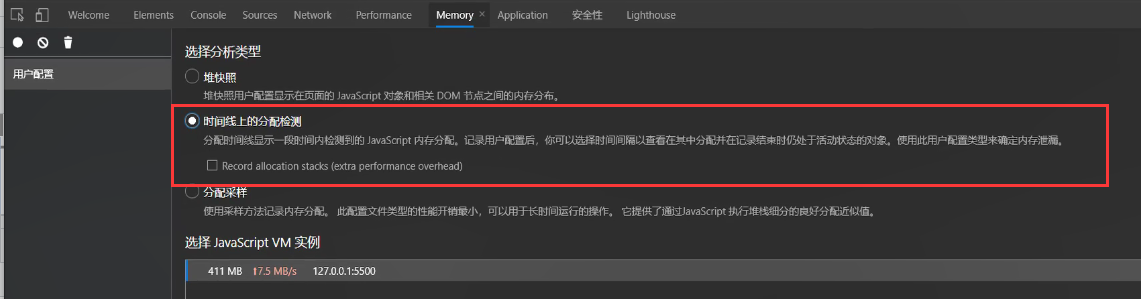 Welcome Elements Console Sources Network Performance Memory × Application 安全性 Lighthouse
选择分析类型
用户配置
堆快照
堆快照用户配置显示在页面的 JavaScript 对象和相关 DOM 节点之间的内存分布。
时间线上的分配检测
分配时间线显示一段时间内检测到的 JavaScript 内存分配。记录用户配置后，你可以选择时间间隔以查看在其中分配并在记录结束时仍处于活动状态的对象。使用此用户配置类型来确定内存泄漏。
Record allocation stacks (extra performance overhead)
分配采样
使用采样方法记录内存分配。 此配置文件类型的性能开销最小，可以用于长时间运行的操作。 它提供了通过JavaScript 执行堆栈细分的良好分配近似值。
选择 JavaScript VM 实例
411 MB ↑7.5 MB/s 127.0.0.1:5500